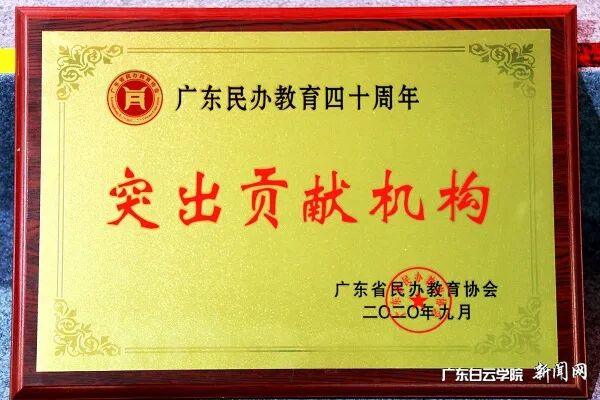 广东民办教育四十周年
突出贡献机构
广东省民办教育协会
二〇二〇年九月
广东白云学院 新闻网